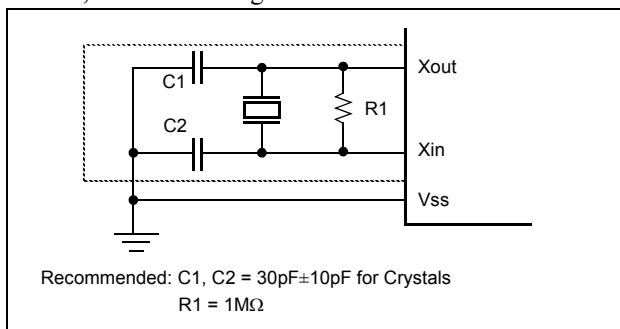 C1
Xout
R1
C2
Xin
Vss
Recommended: C1, C2 = 30pF±10pF for Crystals
R1 = 1MΩ